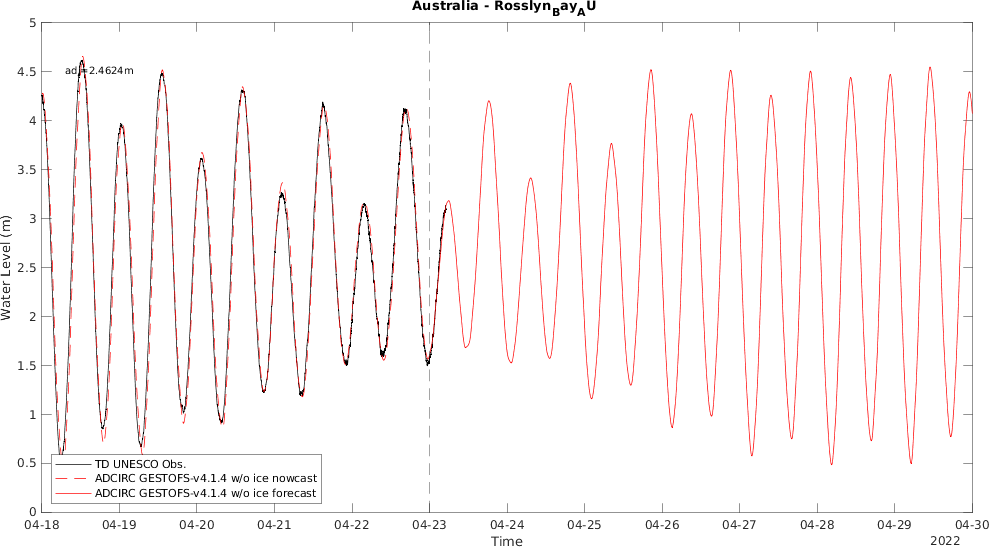 Australia - RosslynBayAU
5
4.5
4
3.5
3
2.5
2
1.5
1
0.5
0
Water Level (m)
adj=2.4624m
TD UNESCO Obs.
ADCIRC GESTOFS-v4.1.4 w/o ice nowcast
ADCIRC GESTOFS-v4.1.4 w/o ice forecast
04-18 04-19 04-20 04-21 04-22 04-23 04-24 04-25 04-26 04-27 04-28 04-29 04-30
Time
2022